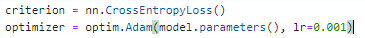 criterion = nn.CrossEntropyLoss()
optimizer = optim.Adam(model.parameters(), lr=0.001)